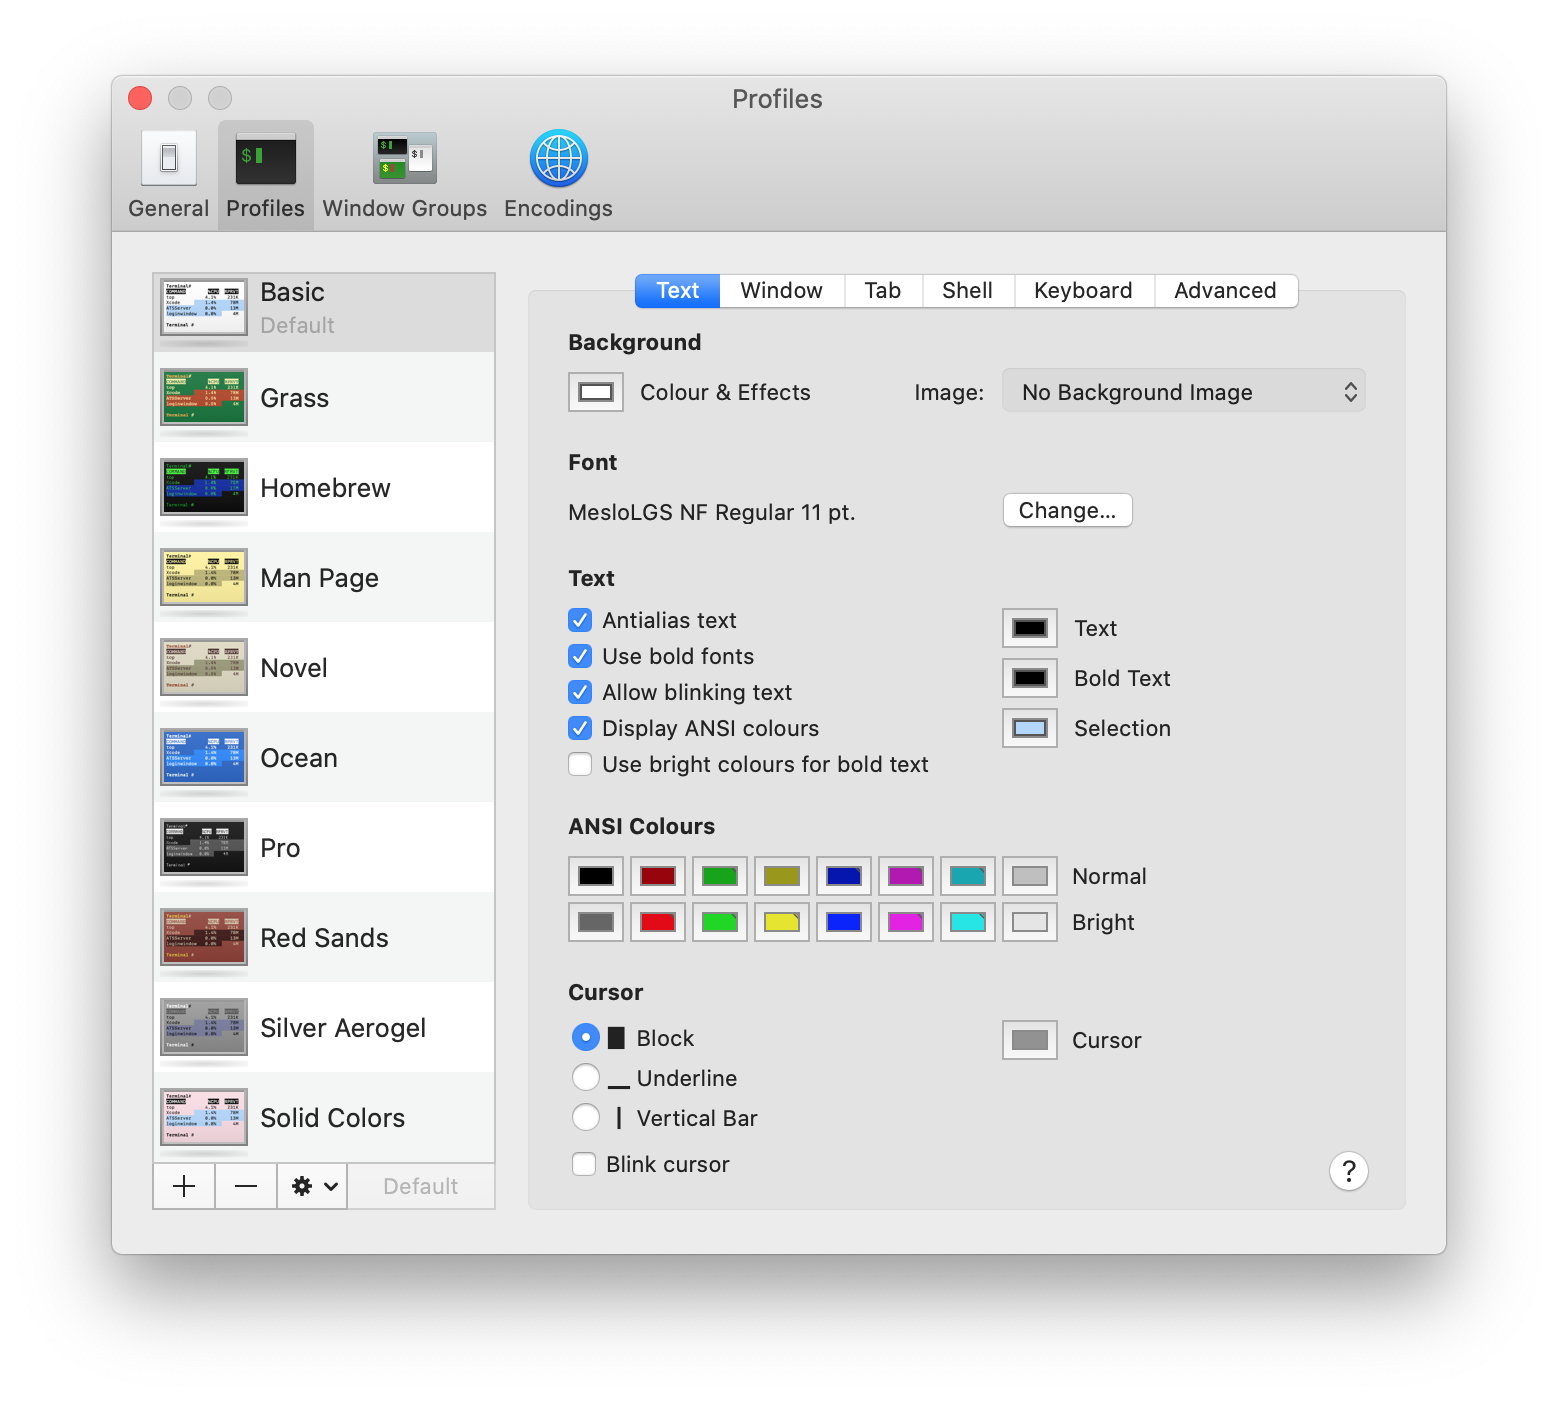 Profiles
General Profiles Window Groups Encodings
Basic
Default
Grass
Homebrew
Man Page
Novel
Ocean
Pro
Red Sands
Silver Aerogel
Solid Colors
Default
Text Window Tab Shell Keyboard Advanced
Background
Colour & Effects Image: No Background Image
Font
MesloLGS NF Regular 11 pt. Change...
Text
Antialias text
Use bold fonts
Allow blinking text
Display ANSI colours
Use bright colours for bold text
Text
Bold Text
Selection
ANSI Colours
Normal
Bright
Cursor
Block
Underline
Vertical Bar
Blink cursor
Cursor
?